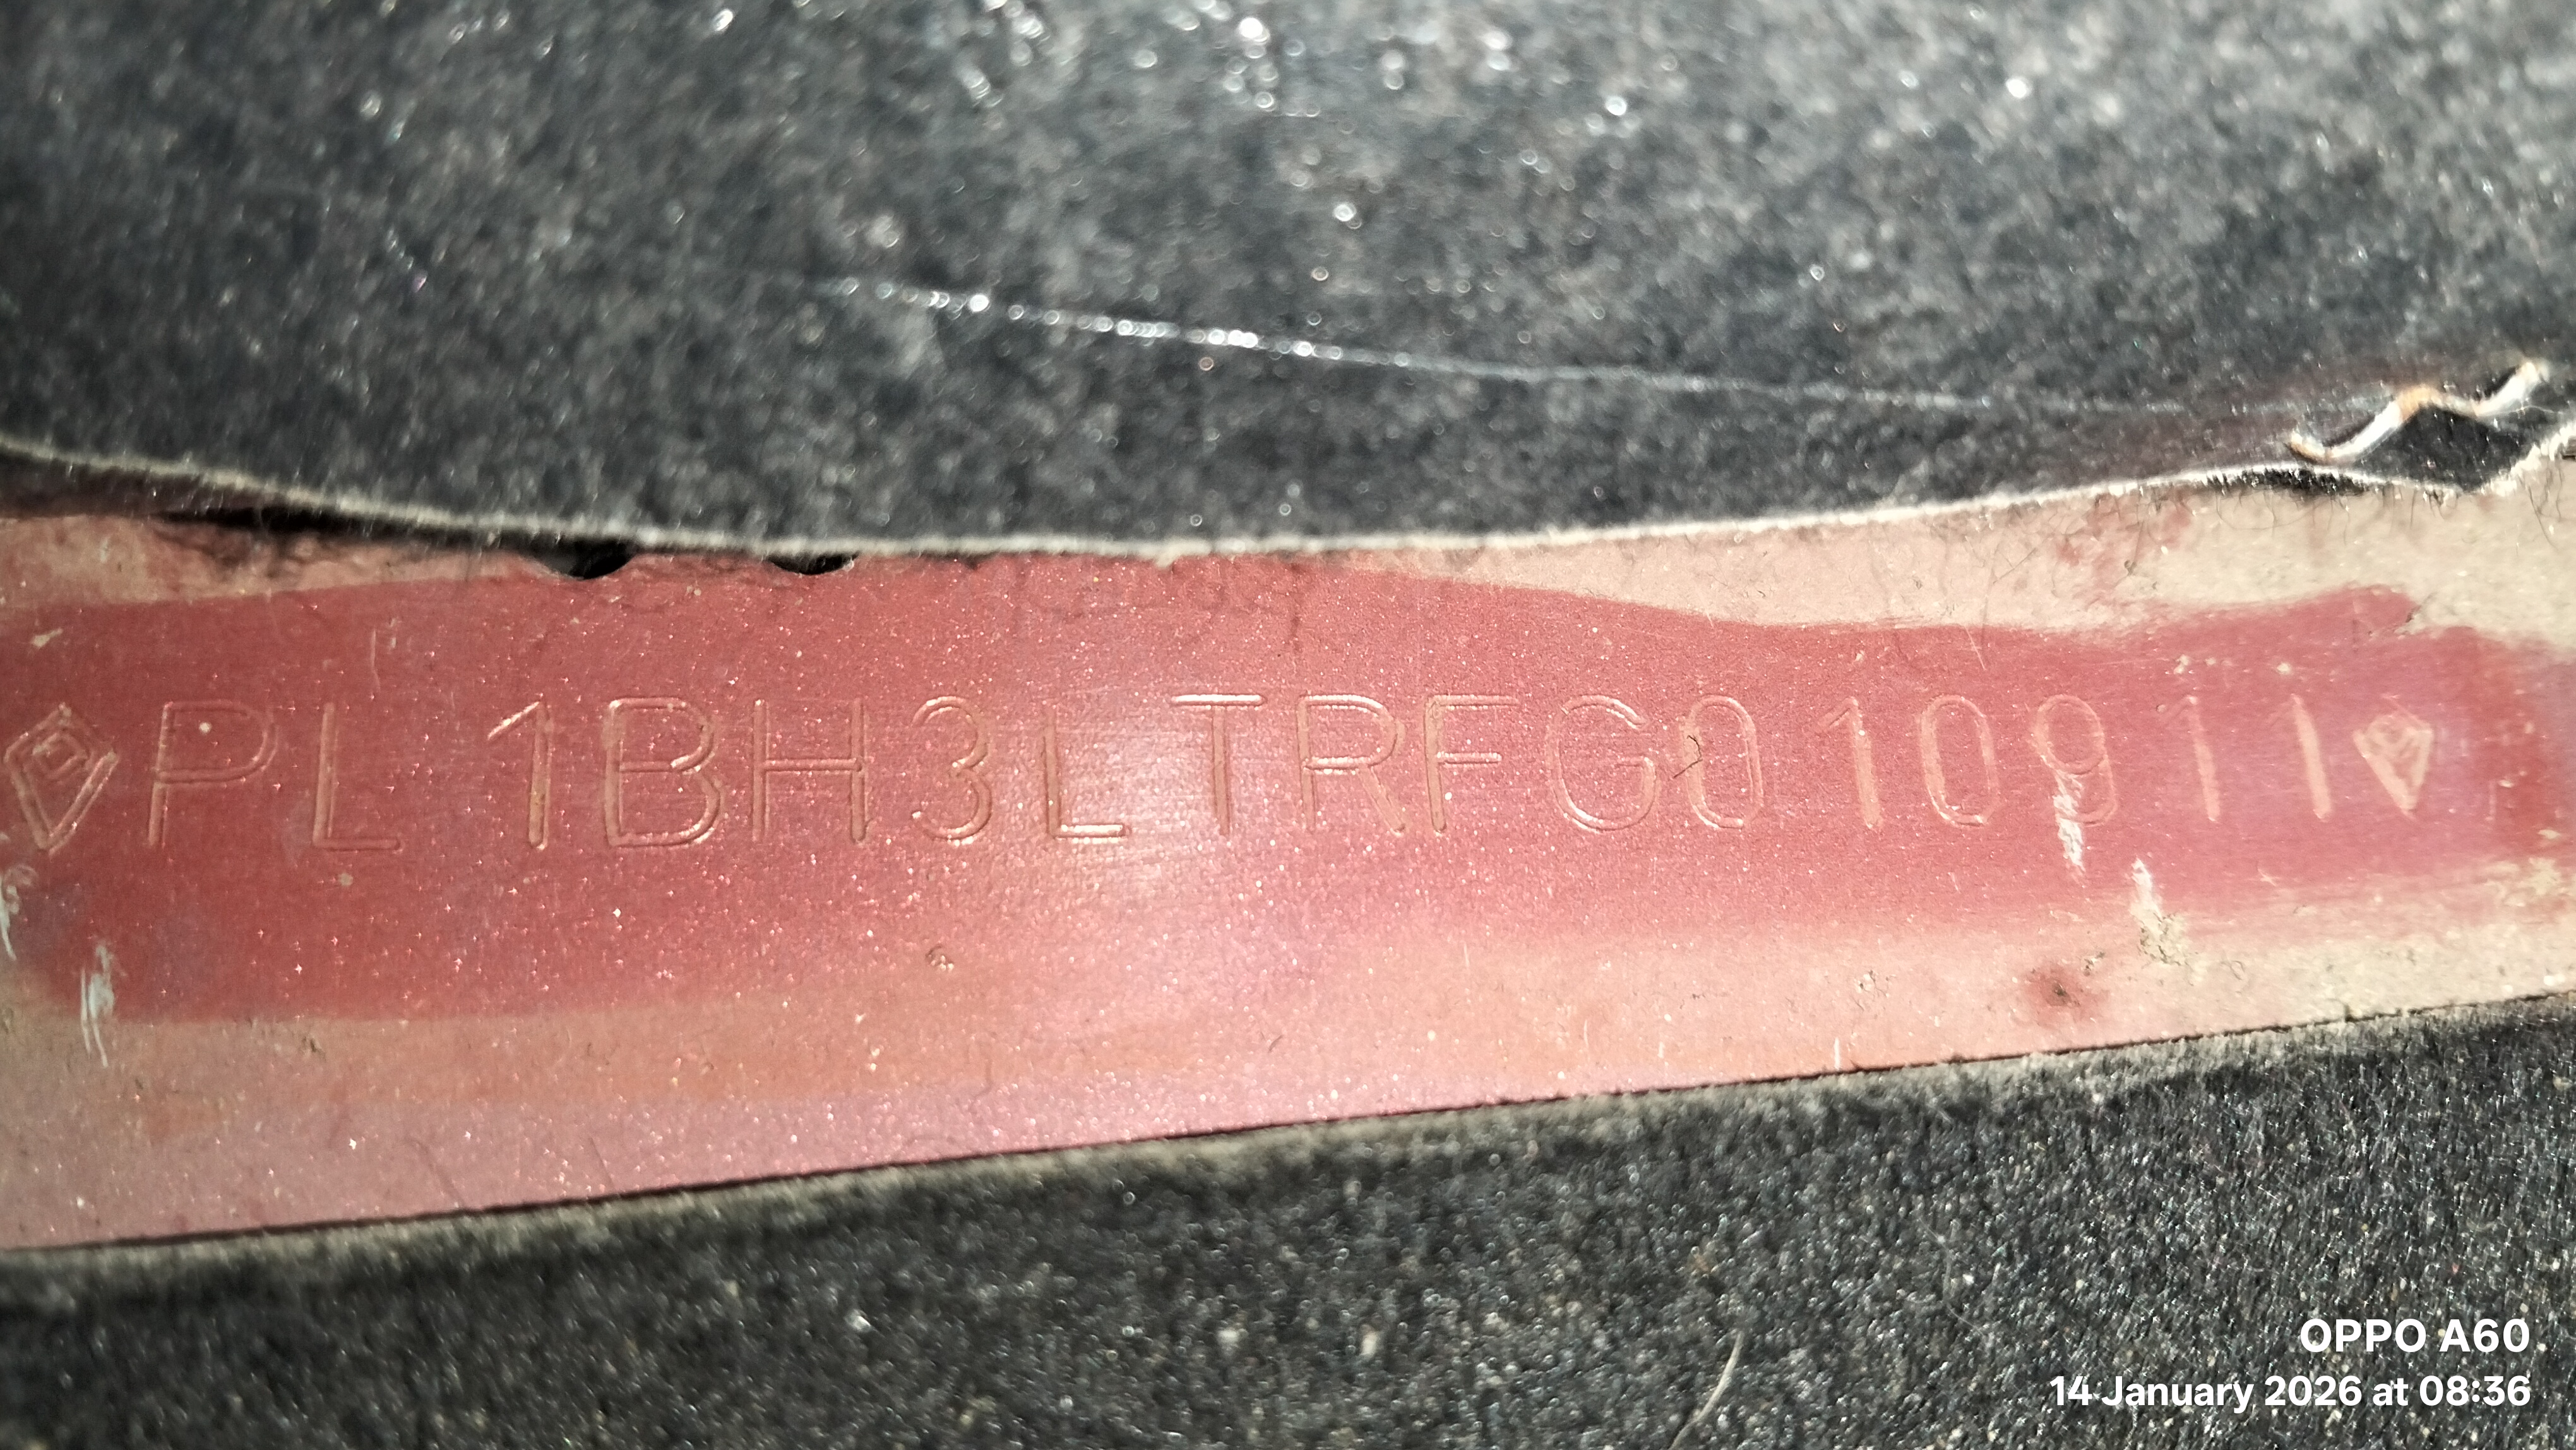 PL1BH3LTRFG010911
OPPO A60
14 January 2026 at 08:36